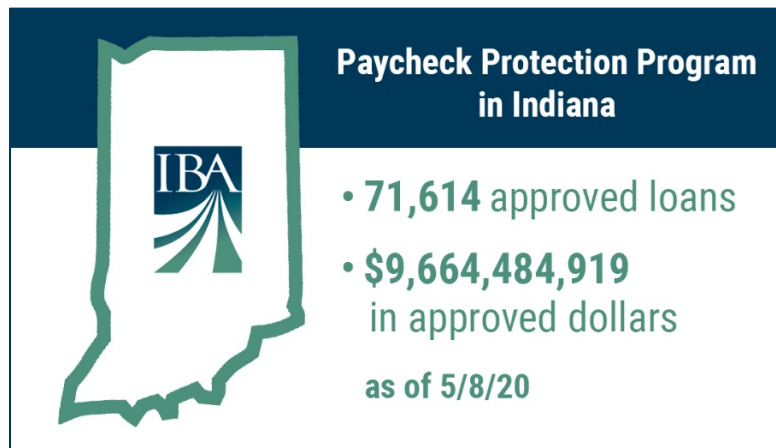 Paycheck Protection Program
in Indiana
IBA
• 71,614 approved loans
• $9,664,484,919
in approved dollars
as of 5/8/20